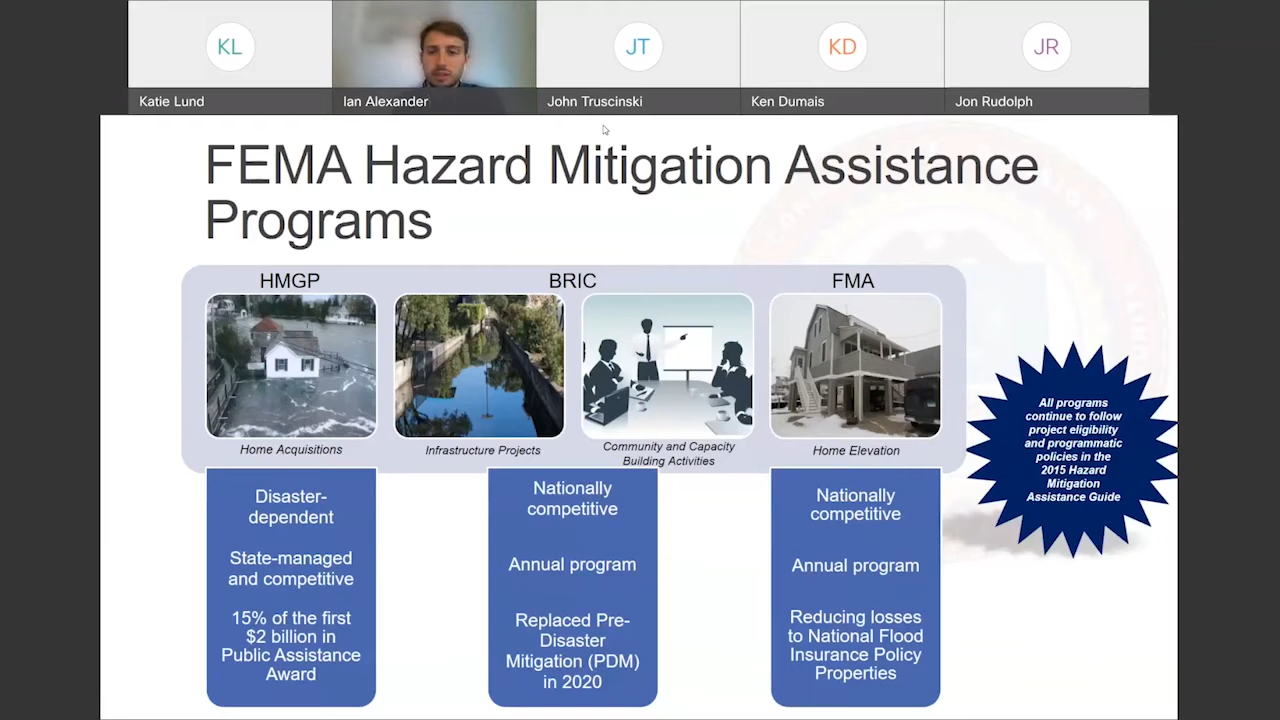 KL
JT
KD
JR
Katie Lund
Ian Alexander
John Truscinski
Ken Dumais
Jon Rudolph
FEMA Hazard Mitigation Assistance
Programs
HMGP
BRIC
FMA
Home Acquisitions
Infrastructure Projects
Community and Capacity
Building Activities
Home Elevation
Disaster-
dependent
State-managed
and competitive
15% of the first
$2 billion in
Public Assistance
Award
Nationally
competitive
Annual program
Replaced Pre-
Disaster
Mitigation (PDM)
in 2020
Nationally
competitive
Annual program
Reducing losses
to National Flood
Insurance Policy
Properties
All programs
continue to follow
project eligibility
and programmatic
policies in the
2015 Hazard
Mitigation
Assistance Guide